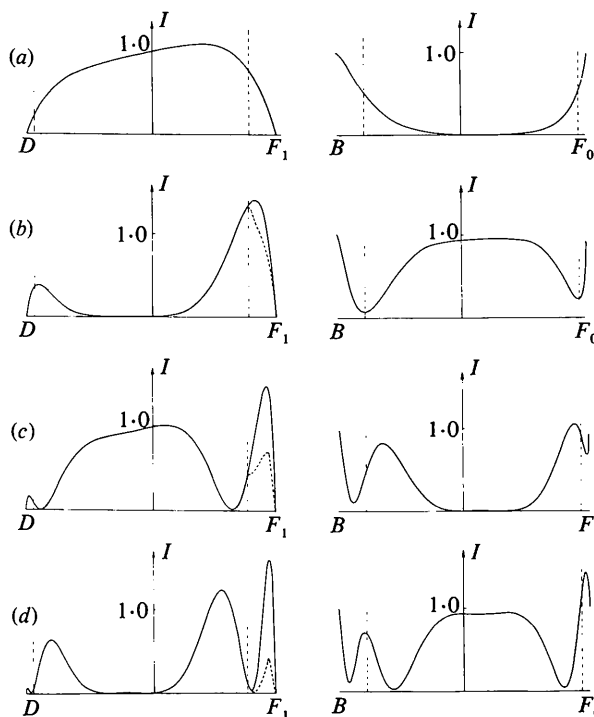 I I
(a) 1·0 1·0
D F₁ B F₀
I I
(b) 1·0 1·0
D F₁ B F₀
I I
(c) 1·0 1·0
D F₁ B F
I I
(d) 1·0 1·0
D F₁ B F